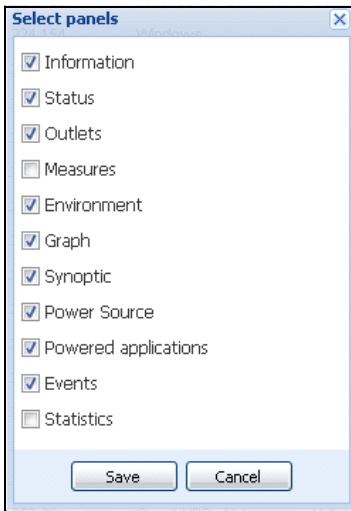 Select panels
Information
Status
Outlets
Measures
Environment
Graph
Synoptic
Power Source
Powered applications
Events
Statistics
Save Cancel